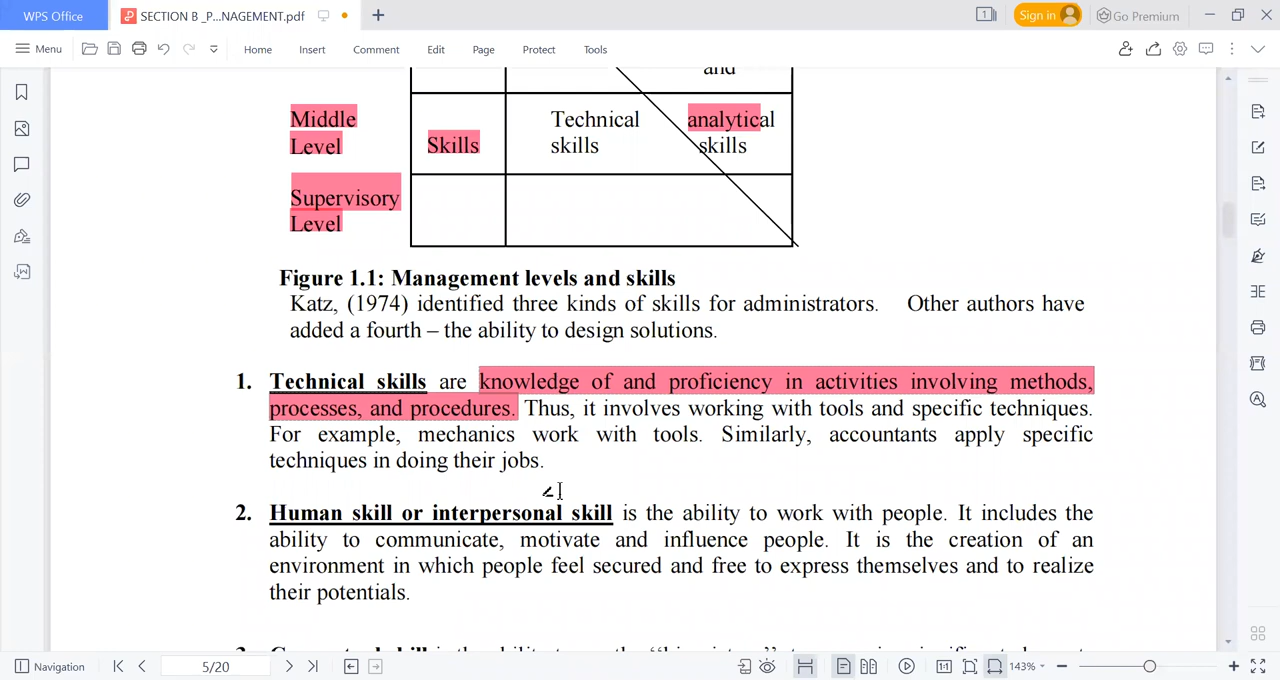 WPS Office
SECTION B _P...NAGEMENT.pdf
1
Sign in
Go Premium
Menu
Home Insert Comment Edit Page Protect Tools
and
Middle Level
Skills
Technical skills
analytical skills
Supervisory Level
Figure 1.1: Management levels and skills
Katz, (1974) identified three kinds of skills for administrators. Other authors have
added a fourth – the ability to design solutions.
1. Technical skills are knowledge of and proficiency in activities involving methods,
processes, and procedures. Thus, it involves working with tools and specific techniques.
For example, mechanics work with tools. Similarly, accountants apply specific
techniques in doing their jobs.
2. Human skill or interpersonal skill is the ability to work with people. It includes the
ability to communicate, motivate and influence people. It is the creation of an
environment in which people feel secured and free to express themselves and to realize
their potentials.
Navigation
5/20
1:1
143%